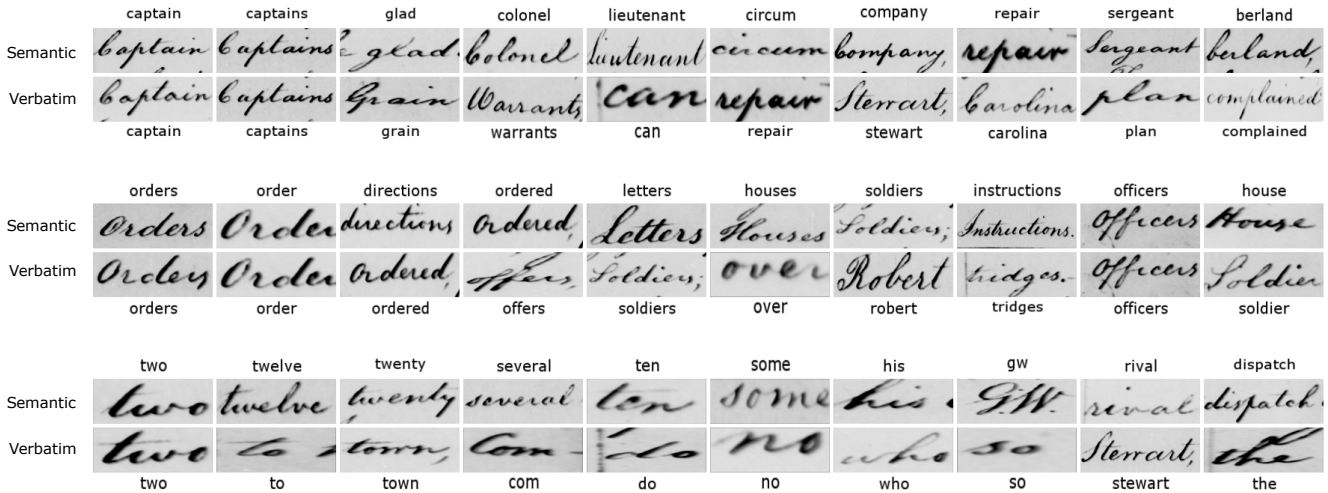 captain captains glad colonel lieutenant circum company repair sergeant berland
Semantic Captain Captains glad. Colonel Lieutenant circum Company, repair Sergeant berland,
Verbatim Captain Captains Grain Warrants can repair Stewart, Carolina plan complained
captain captains grain warrants can repair stewart carolina plan complained
orders order directions ordered letters houses soldiers instructions officers house
Semantic Orders Order directions Ordered, Letters Houses Soldiers; Instructions. Officers House
Verbatim Orders Order Ordered, offers, Soldiers; over Robert tridges.- Officers Soldier
orders order ordered offers soldiers over robert tridges officers soldier
two twelve twenty several ten some his gw rival dispatch
Semantic two twelve twenty several ten some his G.W. rival dispatch
Verbatim two to town, Com- do no who so Stewart, the
two to town com do no who so stewart the